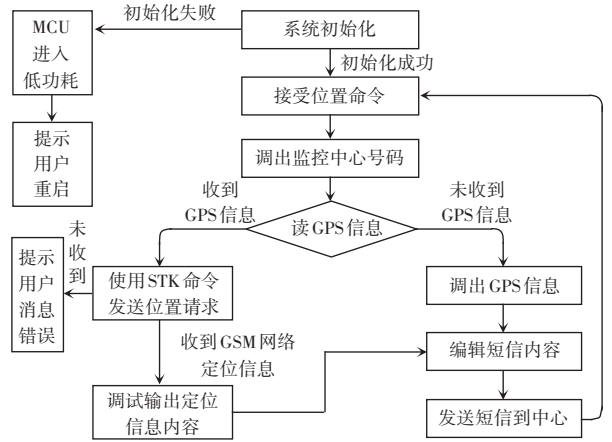 初始化失败
系统初始化
MCU
进入
低功耗
初始化成功
接受位置命令
提示
用户
重启
调出监控中心号码
收到
GPS信息
未收到
GPS信息
读GPS信息
未
收
到
提示
用户
消息
错误
使用STK命令
发送位置请求
调出GPS信息
收到GSM网络
定位信息
编辑短信内容
调试输出定位
信息内容
发送短信到中心